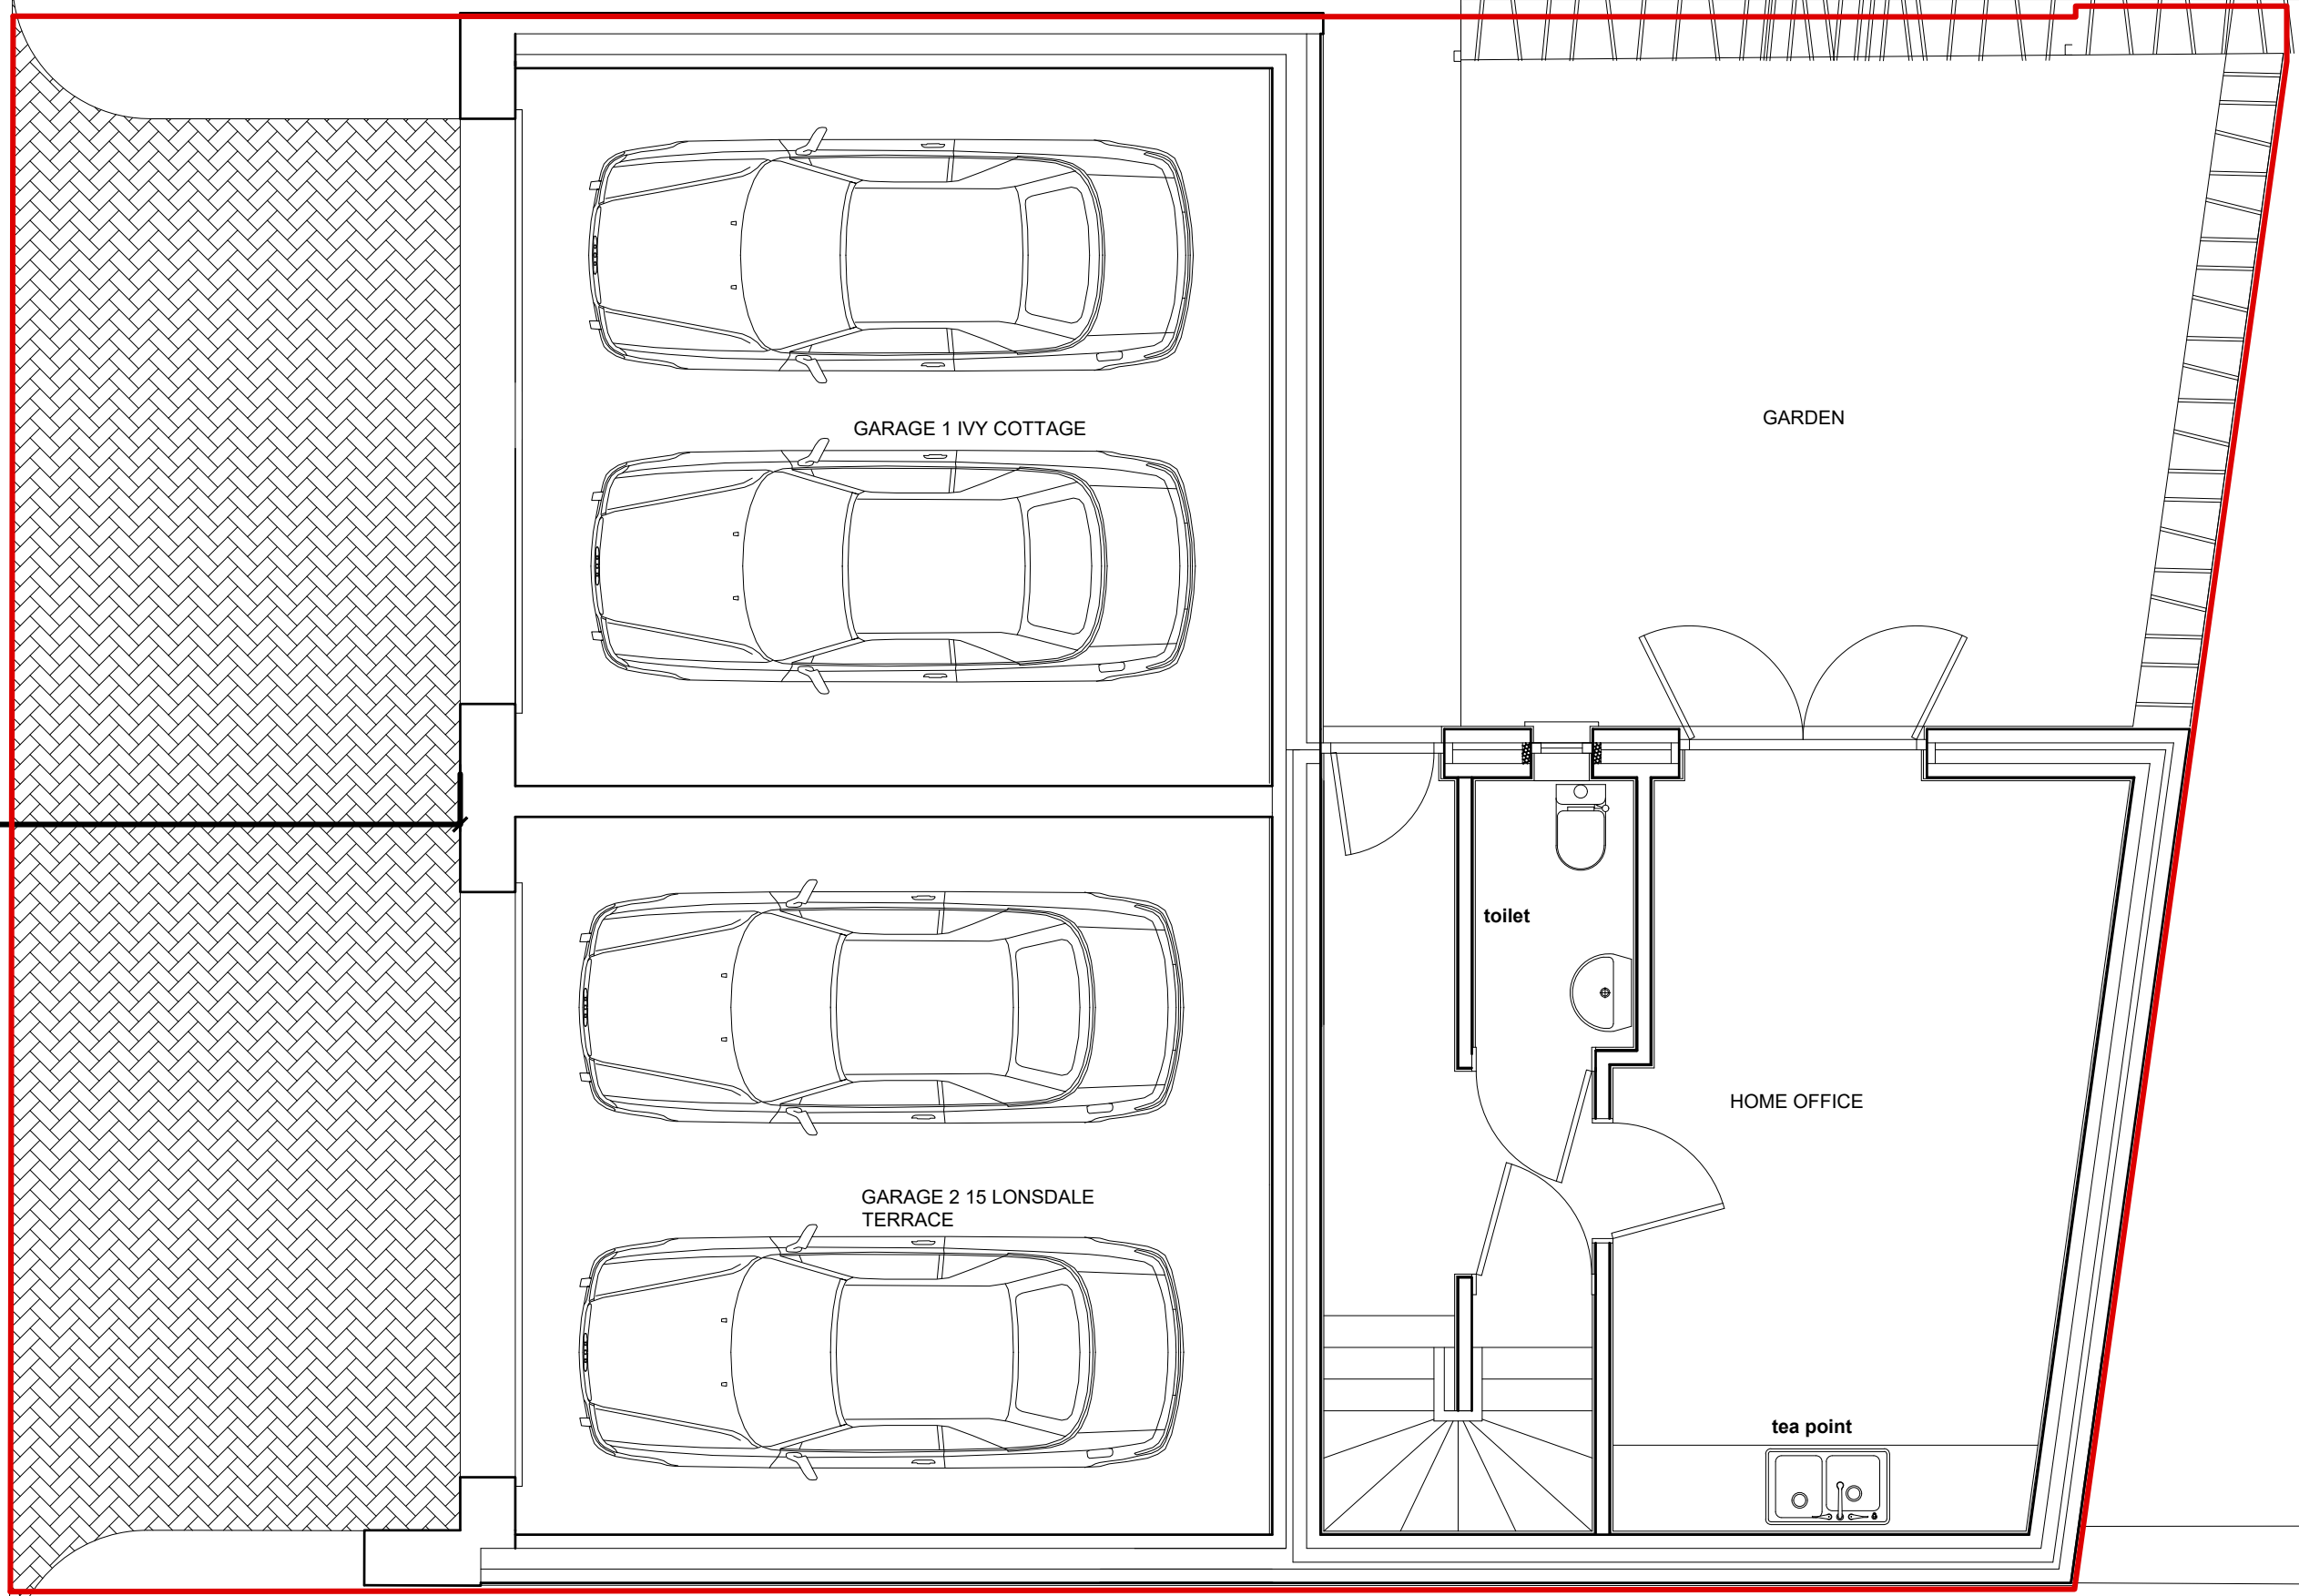 GARAGE 1 IVY COTTAGE
GARDEN
toilet
HOME OFFICE
GARAGE 2 15 LONSDALE
TERRACE
tea point